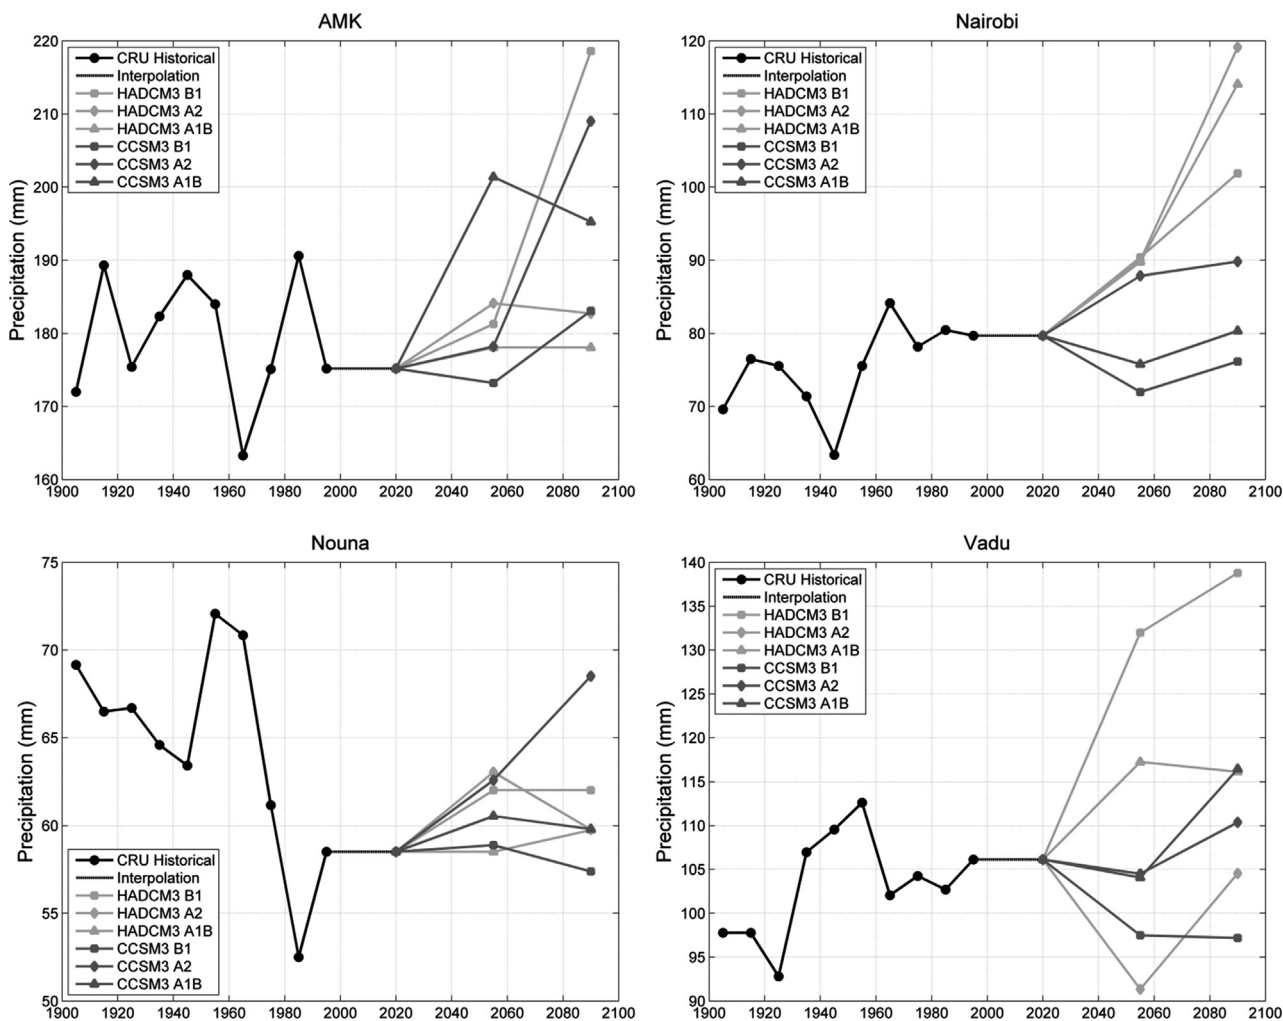 AMK
Precipitation (mm)
220
210
200
190
180
170
160
CRU Historical
Interpolation
HADCM3 B1
HADCM3 A2
HADCM3 A1B
CCSM3 B1
CCSM3 A2
CCSM3 A1B
1900 1920 1940 1960 1980 2000 2020 2040 2060 2080 2100
Nairobi
Precipitation (mm)
120
110
100
90
80
70
60
CRU Historical
Interpolation
HADCM3 B1
HADCM3 A2
HADCM3 A1B
CCSM3 B1
CCSM3 A2
CCSM3 A1B
1900 1920 1940 1960 1980 2000 2020 2040 2060 2080 2100
Nouna
Precipitation (mm)
75
70
65
60
55
50
CRU Historical
Interpolation
HADCM3 B1
HADCM3 A2
HADCM3 A1B
CCSM3 B1
CCSM3 A2
CCSM3 A1B
1900 1920 1940 1960 1980 2000 2020 2040 2060 2080 2100
Vadu
Precipitation (mm)
140
135
130
125
120
115
110
105
100
95
90
CRU Historical
Interpolation
HADCM3 B1
HADCM3 A2
HADCM3 A1B
CCSM3 B1
CCSM3 A2
CCSM3 A1B
1900 1920 1940 1960 1980 2000 2020 2040 2060 2080 2100